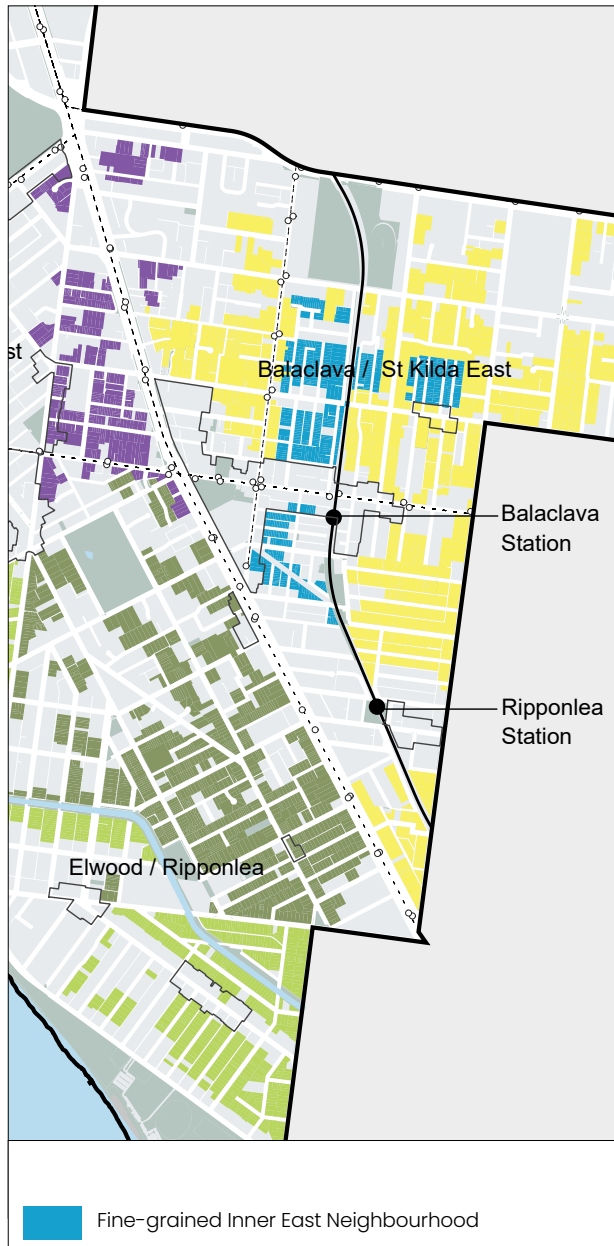 st
Balaclava / St Kilda East
Balaclava
Station
Ripponlea
Station
Elwood / Ripponlea
Fine-grained Inner East Neighbourhood